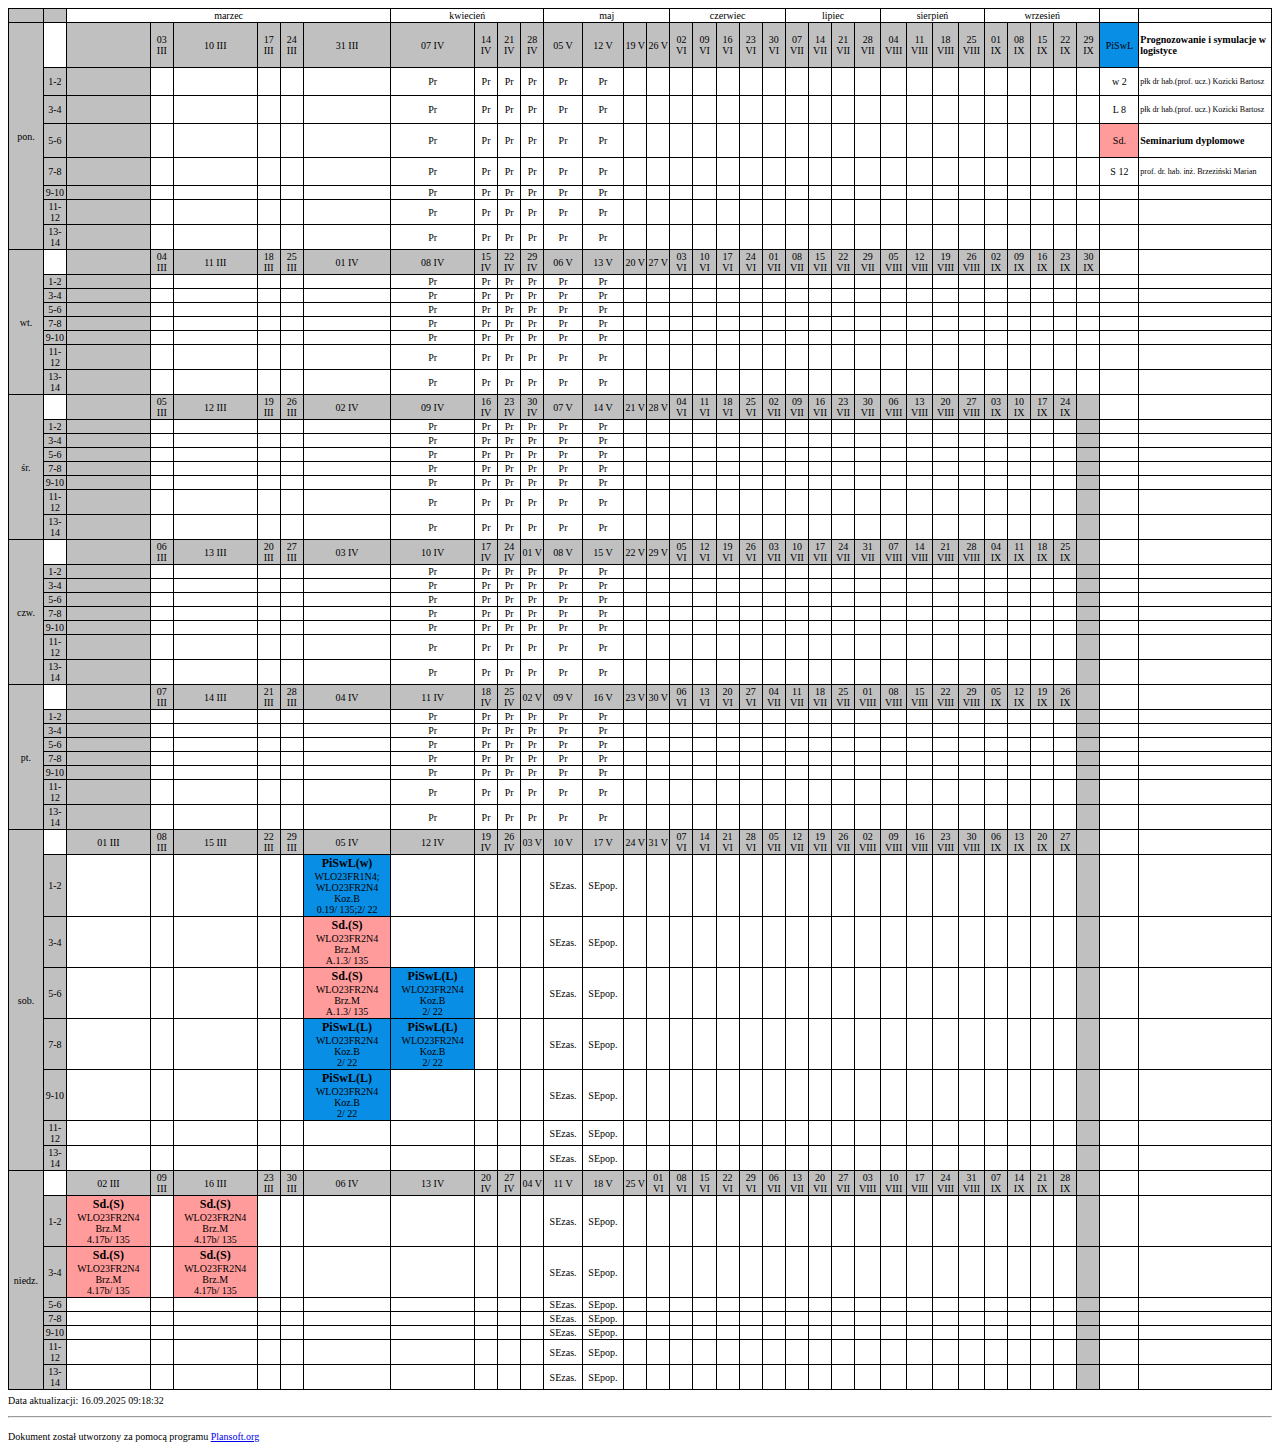 marzec kwiecień maj czerwiec lipiec sierpień wrzesień
pon. 03 III 10 III 17 III 24 III 31 III 07 IV 14 IV 21 IV 28 IV 05 V 12 V 19 V 26 V 02 VI 09 VI 16 VI 23 VI 30 VI 07 VII 14 VII 21 VII 28 VII 04 VIII 11 VIII 18 VIII 25 VIII 01 IX 08 IX 15 IX 22 IX 29 IX PiSwL Prognozowanie i symulacje w logistyce
1-2 Pr Pr Pr Pr Pr Pr w 2 płk dr hab.(prof. ucz.) Kozicki Bartosz
3-4 Pr Pr Pr Pr Pr Pr L 8 płk dr hab.(prof. ucz.) Kozicki Bartosz
5-6 Pr Pr Pr Pr Pr Pr Sd. Seminarium dyplomowe
7-8 Pr Pr Pr Pr Pr Pr S 12 prof. dr. hab. inż. Brzeziński Marian
9-10 Pr Pr Pr Pr Pr Pr
11-12 Pr Pr Pr Pr Pr Pr
13-14 Pr Pr Pr Pr Pr Pr
wt. 04 III 11 III 18 III 25 III 01 IV 08 IV 15 IV 22 IV 29 IV 06 V 13 V 20 V 27 V 03 VI 10 VI 17 VI 24 VI 01 VII 08 VII 15 VII 22 VII 29 VII 05 VIII 12 VIII 19 VIII 26 VIII 02 IX 09 IX 16 IX 23 IX 30 IX
1-2 Pr Pr Pr Pr Pr Pr
3-4 Pr Pr Pr Pr Pr Pr
5-6 Pr Pr Pr Pr Pr Pr
7-8 Pr Pr Pr Pr Pr Pr
9-10 Pr Pr Pr Pr Pr Pr
11-12 Pr Pr Pr Pr Pr Pr
13-14 Pr Pr Pr Pr Pr Pr
śr. 05 III 12 III 19 III 26 III 02 IV 09 IV 16 IV 23 IV 30 IV 07 V 14 V 21 V 28 V 04 VI 11 VI 18 VI 25 VI 02 VII 09 VII 16 VII 23 VII 30 VII 06 VIII 13 VIII 20 VIII 27 VIII 03 IX 10 IX 17 IX 24 IX
1-2 Pr Pr Pr Pr Pr Pr
3-4 Pr Pr Pr Pr Pr Pr
5-6 Pr Pr Pr Pr Pr Pr
7-8 Pr Pr Pr Pr Pr Pr
9-10 Pr Pr Pr Pr Pr Pr
11-12 Pr Pr Pr Pr Pr Pr
13-14 Pr Pr Pr Pr Pr Pr
czw. 06 III 13 III 20 III 27 III 03 IV 10 IV 17 IV 24 IV 01 V 08 V 15 V 22 V 29 V 05 VI 12 VI 19 VI 26 VI 03 VII 10 VII 17 VII 24 VII 31 VII 07 VIII 14 VIII 21 VIII 28 VIII 04 IX 11 IX 18 IX 25 IX
1-2 Pr Pr Pr Pr Pr Pr
3-4 Pr Pr Pr Pr Pr Pr
5-6 Pr Pr Pr Pr Pr Pr
7-8 Pr Pr Pr Pr Pr Pr
9-10 Pr Pr Pr Pr Pr Pr
11-12 Pr Pr Pr Pr Pr Pr
13-14 Pr Pr Pr Pr Pr Pr
pt. 07 III 14 III 21 III 28 III 04 IV 11 IV 18 IV 25 IV 02 V 09 V 16 V 23 V 30 V 06 VI 13 VI 20 VI 27 VI 04 VII 11 VII 18 VII 25 VII 01 VIII 08 VIII 15 VIII 22 VIII 29 VIII 05 IX 12 IX 19 IX 26 IX
1-2 Pr Pr Pr Pr Pr Pr
3-4 Pr Pr Pr Pr Pr Pr
5-6 Pr Pr Pr Pr Pr Pr
7-8 Pr Pr Pr Pr Pr Pr
9-10 Pr Pr Pr Pr Pr Pr
11-12 Pr Pr Pr Pr Pr Pr
13-14 Pr Pr Pr Pr Pr Pr
sob. 01 III 08 III 15 III 22 III 29 III 05 IV 12 IV 19 IV 26 IV 03 V 10 V 17 V 24 V 31 V 07 VI 14 VI 21 VI 28 VI 05 VII 12 VII 19 VII 26 VII 02 VIII 09 VIII 16 VIII 23 VIII 30 VIII 06 IX 13 IX 20 IX 27 IX
1-2 PiSwL(w) WLO23FR1N4; WLO23FR2N4 Koz.B 0.19/ 135;2/ 22 SEzas. SEpop.
3-4 Sd.(S) WLO23FR2N4 Brz.M A.1.3/ 135 SEzas. SEpop.
5-6 Sd.(S) WLO23FR2N4 Brz.M A.1.3/ 135 PiSwL(L) WLO23FR2N4 Koz.B 2/ 22 SEzas. SEpop.
7-8 PiSwL(L) WLO23FR2N4 Koz.B 2/ 22 PiSwL(L) WLO23FR2N4 Koz.B 2/ 22 SEzas. SEpop.
9-10 PiSwL(L) WLO23FR2N4 Koz.B 2/ 22 SEzas. SEpop.
11-12 SEzas. SEpop.
13-14 SEzas. SEpop.
niedz. 02 III 09 III 16 III 23 III 30 III 06 IV 13 IV 20 IV 27 IV 04 V 11 V 18 V 25 V 01 VI 08 VI 15 VI 22 VI 29 VI 06 VII 13 VII 20 VII 27 VII 03 VIII 10 VIII 17 VIII 24 VIII 31 VIII 07 IX 14 IX 21 IX 28 IX
1-2 Sd.(S) WLO23FR2N4 Brz.M 4.17b/ 135 Sd.(S) WLO23FR2N4 Brz.M 4.17b/ 135 SEzas. SEpop.
3-4 Sd.(S) WLO23FR2N4 Brz.M 4.17b/ 135 Sd.(S) WLO23FR2N4 Brz.M 4.17b/ 135 SEzas. SEpop.
5-6 SEzas. SEpop.
7-8 SEzas. SEpop.
9-10 SEzas. SEpop.
11-12 SEzas. SEpop.
13-14 SEzas. SEpop.
Data aktualizacji: 16.09.2025 09:18:32
Dokument został utworzony za pomocą programu Plansoft.org